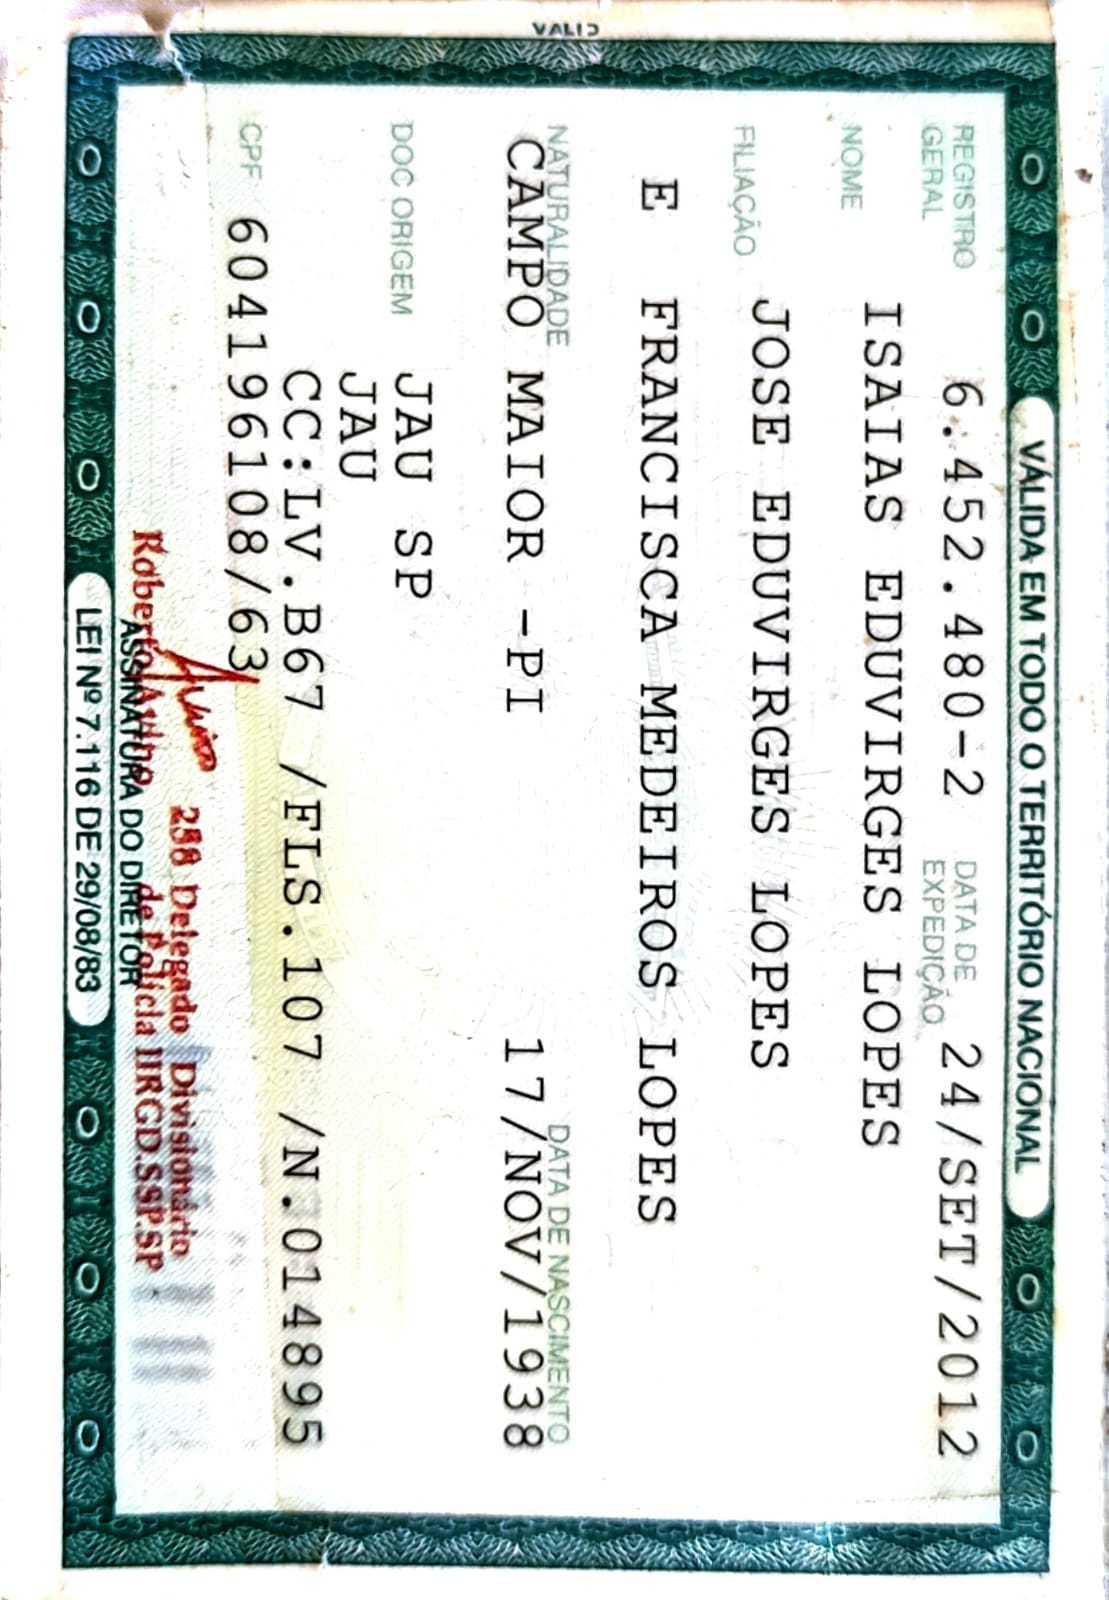 VALID
VÁLIDA EM TODO O TERRITÓRIO NACIONAL
REGISTRO GERAL 6.452.480-2 DATA DE EXPEDIÇÃO 24/SET/2012
NOME ISAIAS EDUVIRGES LOPES
FILIAÇÃO JOSE EDUVIRGES LOPES
E FRANCISCA MEDEIROS LOPES
NATURALIDADE DATA DE NASCIMENTO
CAMPO MAIOR -PI 17/NOV/1938
DOC ORIGEM JAU SP
JAU
CC:LV.B67 /FLS.107 /N.014895
CPF 604196108/63
258 Delegado Divisionário
Roberto de Polícia IIRGD.SSP.SP
ASSINATURA DO DIRETOR
LEI Nº 7.116 DE 29/08/83